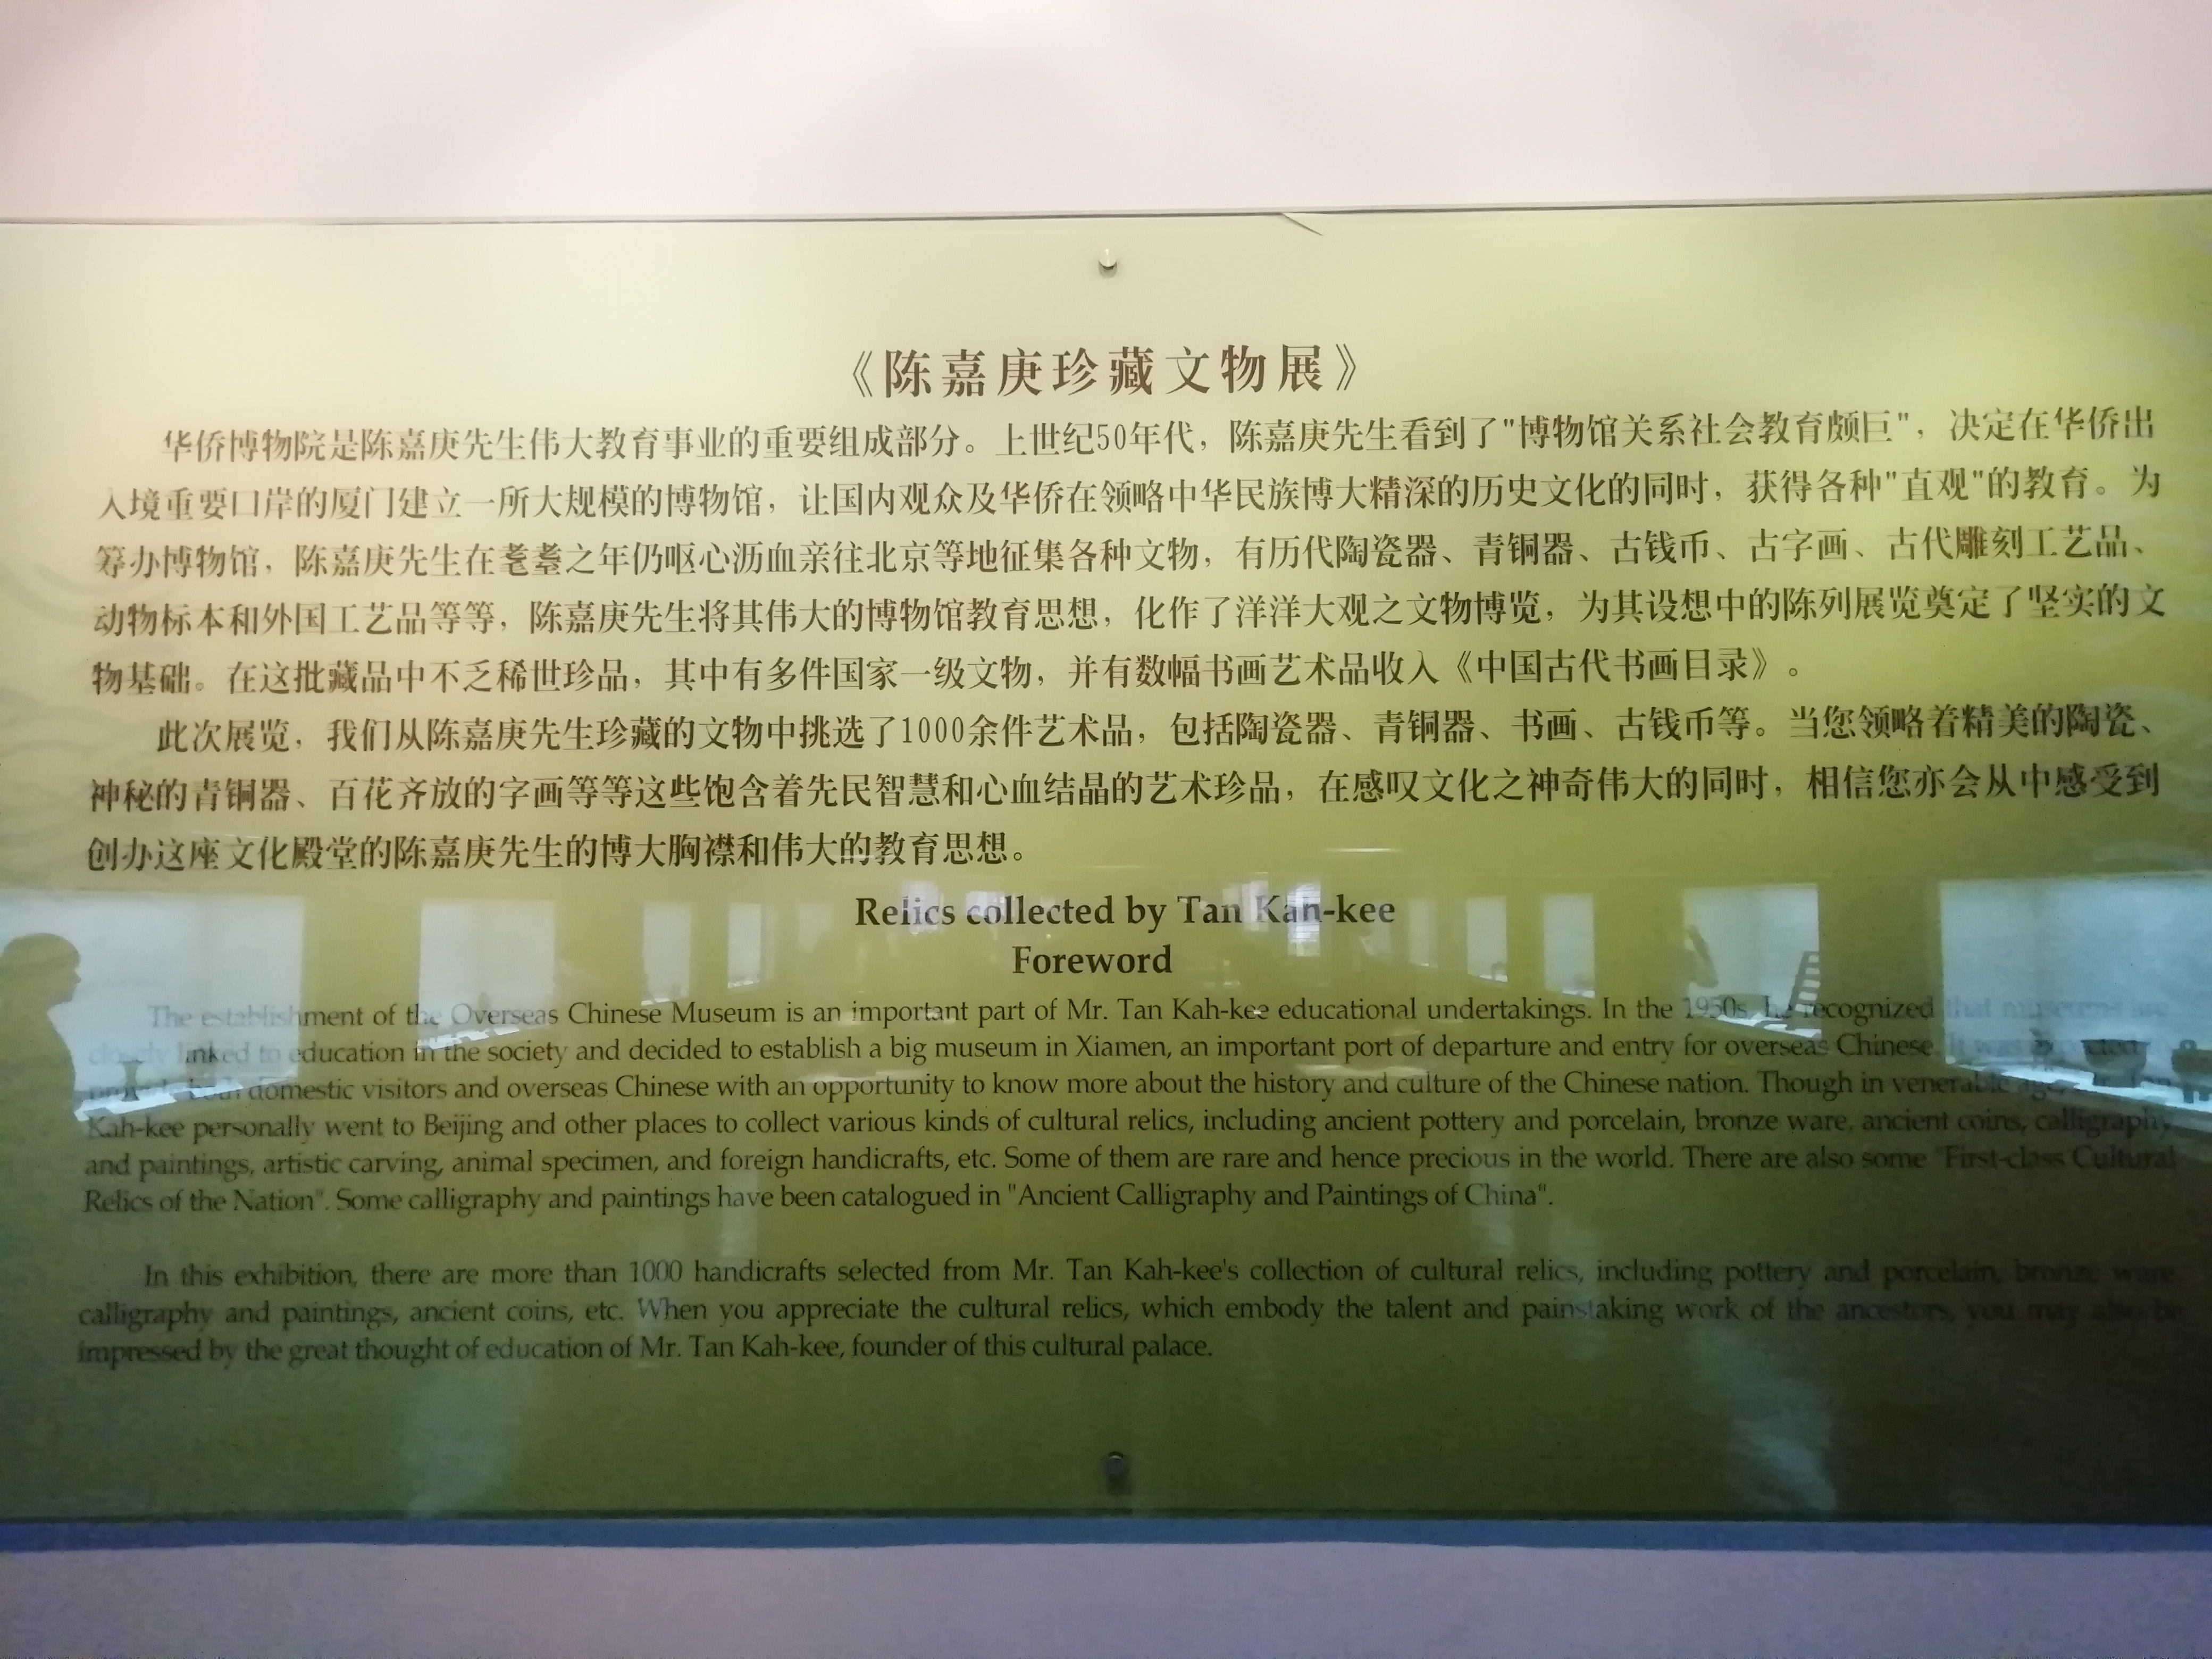 《陈嘉庚珍藏文物展》
华侨博物院是陈嘉庚先生伟大教育事业的重要组成部分。上世纪50年代，陈嘉庚先生看到了"博物馆关系社会教育颇巨"，决定在华侨出
入境重要口岸的厦门建立一所大规模的博物馆，让国内观众及华侨在领略中华民族博大精深的历史文化的同时，获得各种"直观"的教育。为
筹办博物馆，陈嘉庚先生在耄耋之年仍呕心沥血亲往北京等地征集各种文物，有历代陶瓷器、青铜器、古钱币、古字画、古代雕刻工艺品、
动物标本和外国工艺品等等，陈嘉庚先生将其伟大的博物馆教育思想，化作了洋洋大观之文物博览，为其设想中的陈列展览奠定了坚实的文
物基础。在这批藏品中不乏稀世珍品，其中有多件国家一级文物，并有数幅书画艺术品收入《中国古代书画目录》。
此次展览，我们从陈嘉庚先生珍藏的文物中挑选了1000余件艺术品，包括陶瓷器、青铜器、书画、古钱币等。当您领略着精美的陶瓷、
神秘的青铜器、百花齐放的字画等等这些饱含着先民智慧和心血结晶的艺术珍品，在感叹文化之神奇伟大的同时，相信您亦会从中感受到
创办这座文化殿堂的陈嘉庚先生的博大胸襟和伟大的教育思想。
Relics collected by Tan Kah-kee
Foreword
The establishment of the Overseas Chinese Museum is an important part of Mr. Tan Kah-kee educational undertakings. In the 1950s, he recognized that museums are
closely linked to education in the society and decided to establish a big museum in Xiamen, an important port of departure and entry for overseas Chinese. It was
provide both domestic visitors and overseas Chinese with an opportunity to know more about the history and culture of the Chinese nation. Though in venerable age,
Kah-kee personally went to Beijing and other places to collect various kinds of cultural relics, including ancient pottery and porcelain, bronze ware, ancient coins, calligraphy
and paintings, artistic carving, animal specimen, and foreign handicrafts, etc. Some of them are rare and hence precious in the world. There are also some "First-class Cultural
Relics of the Nation". Some calligraphy and paintings have been catalogued in "Ancient Calligraphy and Paintings of China".
In this exhibition, there are more than 1000 handicrafts selected from Mr. Tan Kah-kee's collection of cultural relics, including pottery and porcelain, bronze ware,
calligraphy and paintings, ancient coins, etc. When you appreciate the cultural relics, which embody the talent and painstaking work of the ancestors, you may also be
impressed by the great thought of education of Mr. Tan Kah-kee, founder of this cultural palace.